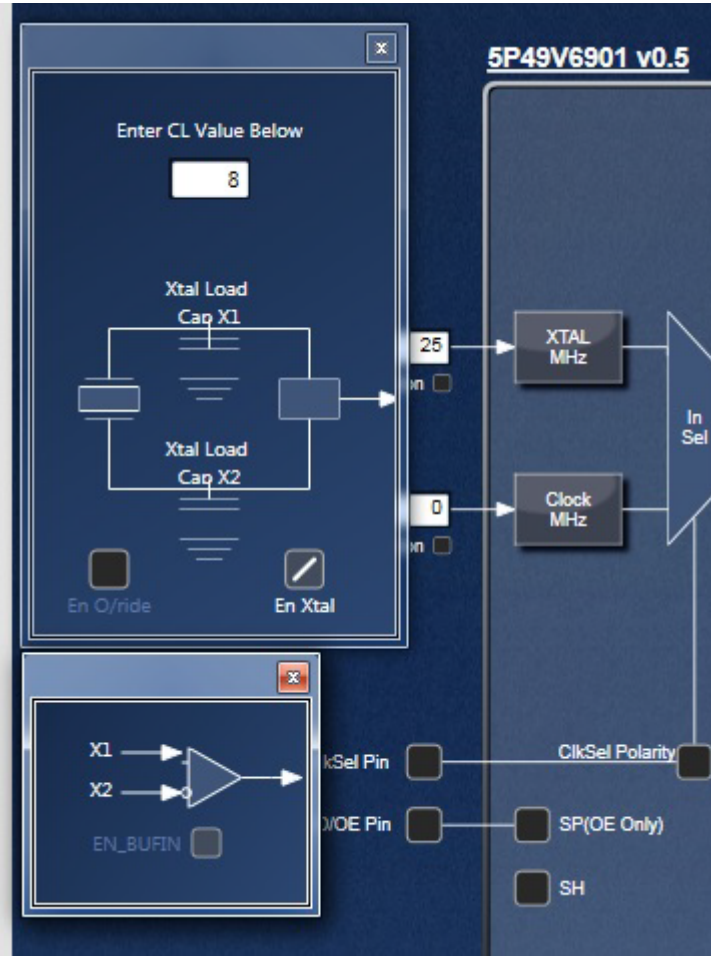 x
5P49V6901 v0.5
Enter CL Value Below
8
Xtal Load
Cap X1
25
on
XTAL
MHz
In
Sel
Xtal Load
Cap X2
0
on
Clock
MHz
En O/ride
En Xtal
x
X1
X2
EN_BUFIN
kSel Pin
ClkSel Polarity
/OE Pin
SP(OE Only)
SH